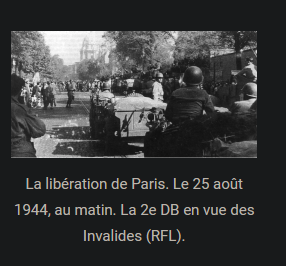 La libération de Paris. Le 25 août
1944, au matin. La 2e DB en vue des
Invalides (RFL).